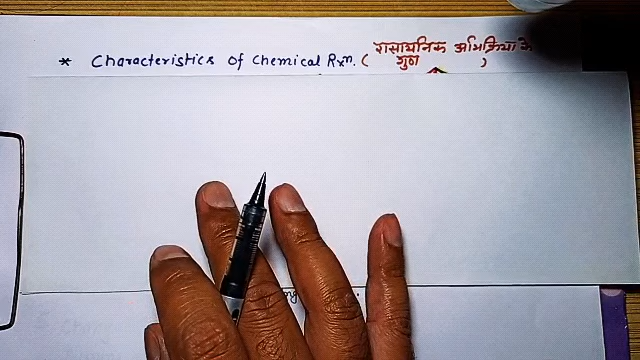 * Characteristics of Chemical Rxn. ( रासायनिक अभिक्रिया के
गुण )